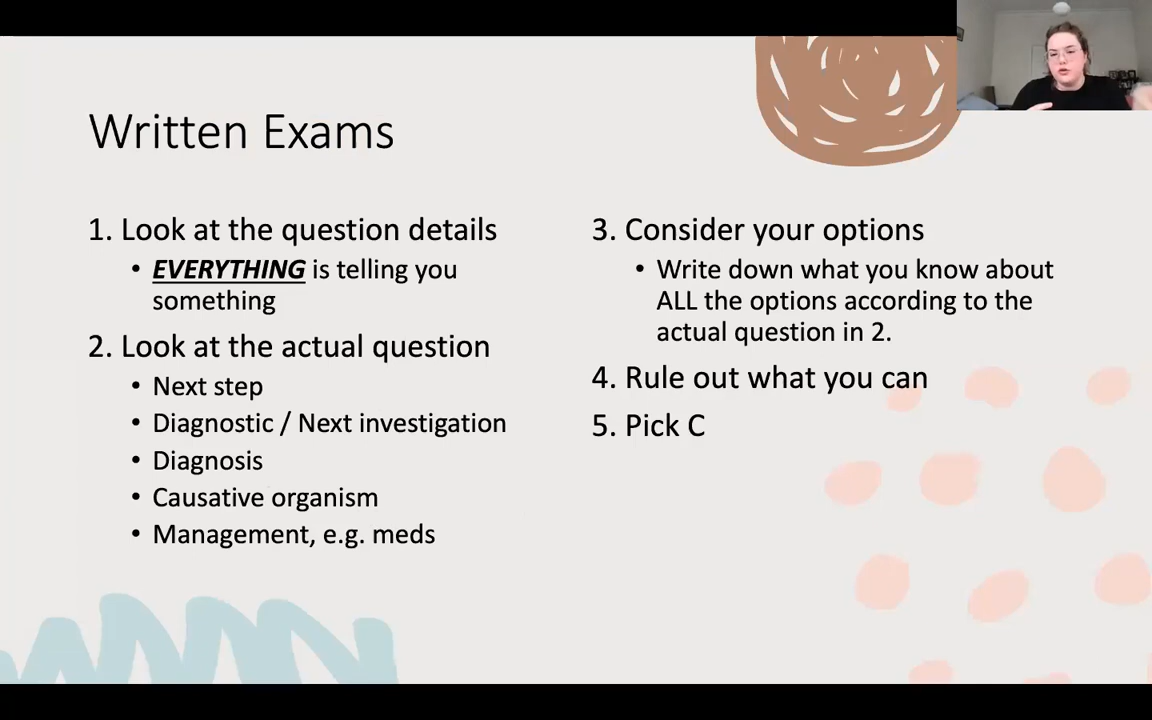 Written Exams
1. Look at the question details
• EVERYTHING is telling you
something
2. Look at the actual question
• Next step
• Diagnostic / Next investigation
• Diagnosis
• Causative organism
• Management, e.g. meds
3. Consider your options
• Write down what you know about
ALL the options according to the
actual question in 2.
4. Rule out what you can
5. Pick C